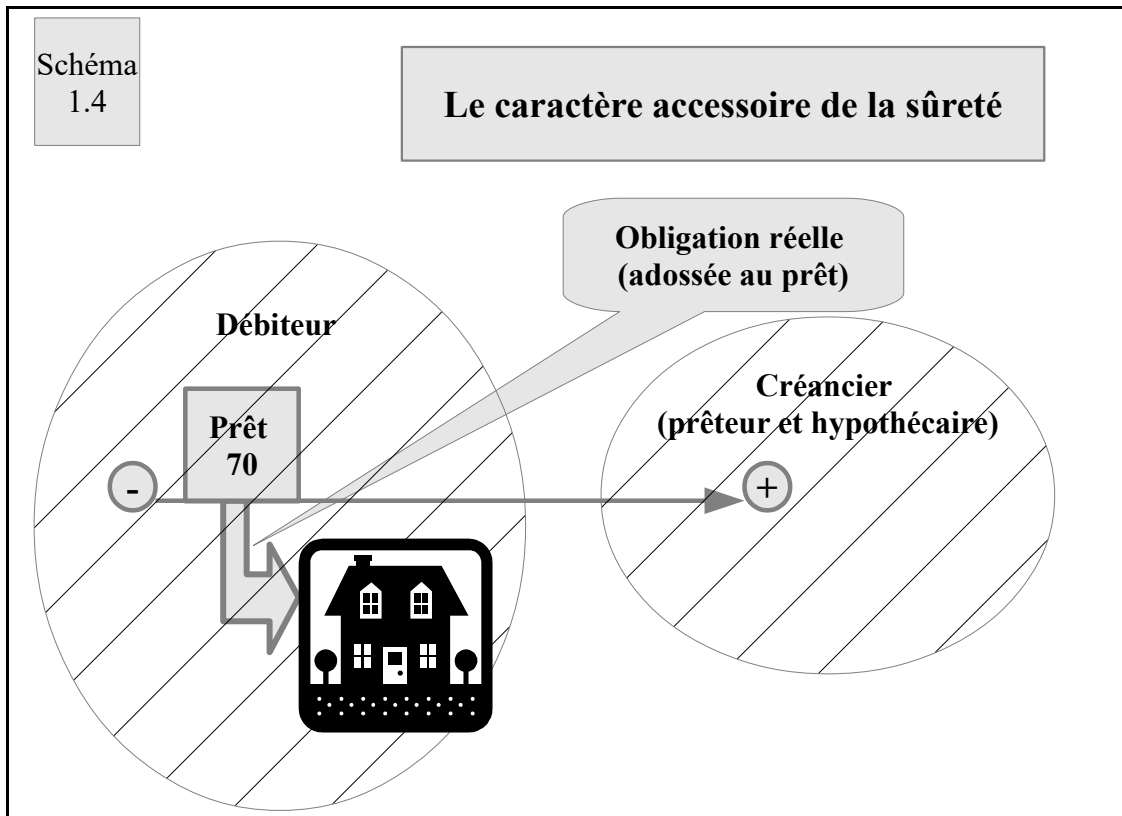 Schéma
1.4
Le caractère accessoire de la sûreté
Obligation réelle
(adossée au prêt)
Débiteur
Créancier
(prêteur et hypothécaire)
Prêt
70
-
+